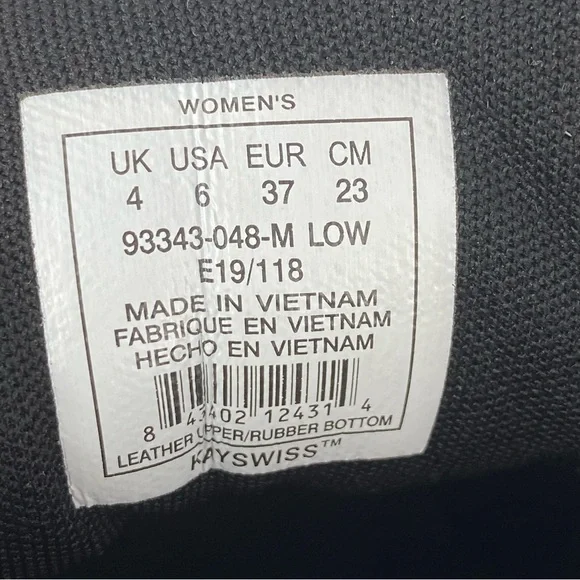 WOMEN'S
UK USA EUR CM
4 6 37 23
93343-048-M LOW
E19/118
MADE IN VIETNAM
FABRIQUE EN VIETNAM
HECHO EN VIETNAM
8 43402 12431 4
LEATHER UPPER/RUBBER BOTTOM
KAYSWISS™